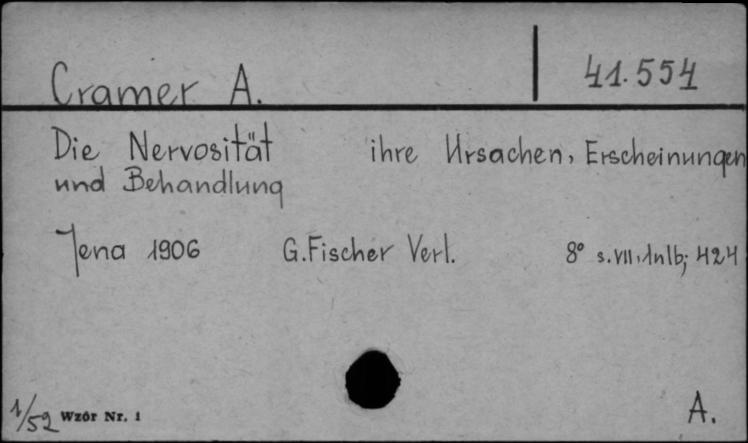 Cramer A.
41.554
Die Nervosität ihre Ursachen, Erscheinungen
und Behandlung
Jena 1906 G.Fischer Verl. 8° s.VII,1nlb; 424
1/52 Wzór Nr. 1
A.